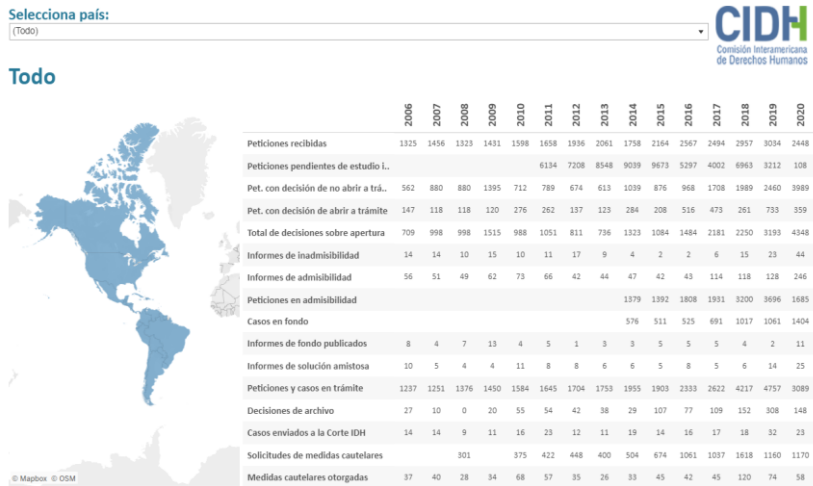 Selecciona país:
(Todo)
CIDH
Comisión Interamericana
de Derechos Humanos
Todo
2006 2007 2008 2009 2010 2011 2012 2013 2014 2015 2016 2017 2018 2019 2020
Peticiones recibidas 1325 1456 1323 1431 1598 1658 1936 2061 1758 2164 2567 2494 2957 3034 2448
Peticiones pendientes de estudio i.. 6134 7208 8548 9039 9673 5297 4002 6963 3212 108
Pet. con decisión de no abrir a trá.. 562 880 880 1395 712 789 674 613 1039 876 968 1708 1989 2460 3989
Pet. con decisión de abrir a trámite 147 118 118 120 276 262 137 123 284 208 516 473 261 733 359
Total de decisiones sobre apertura 709 998 998 1515 988 1051 811 736 1323 1084 1484 2181 2250 3193 4348
Informes de inadmisibilidad 14 14 10 15 10 11 17 9 4 2 2 6 15 23 44
Informes de admisibilidad 56 51 49 62 73 66 42 44 47 42 43 114 118 128 246
Peticiones en admisibilidad 1379 1392 1808 1931 3200 3696 1685
Casos en fondo 576 511 525 691 1017 1061 1404
Informes de fondo publicados 8 4 7 13 4 5 1 3 3 5 5 5 4 2 11
Informes de solución amistosa 10 5 4 4 11 8 8 6 6 5 8 5 6 14 25
Peticiones y casos en trámite 1237 1251 1376 1450 1584 1645 1704 1753 1955 1903 2333 2622 4217 4757 3089
Decisiones de archivo 27 10 0 20 55 54 42 38 29 107 77 109 152 308 148
Casos enviados a la Corte IDH 14 14 9 11 16 23 12 11 19 14 16 17 18 32 23
Solicitudes de medidas cautelares 301 375 422 448 400 504 674 1061 1037 1618 1160 1170
Medidas cautelares otorgadas 37 40 28 34 68 57 35 26 33 45 42 45 120 74 58
© Mapbox © OSM